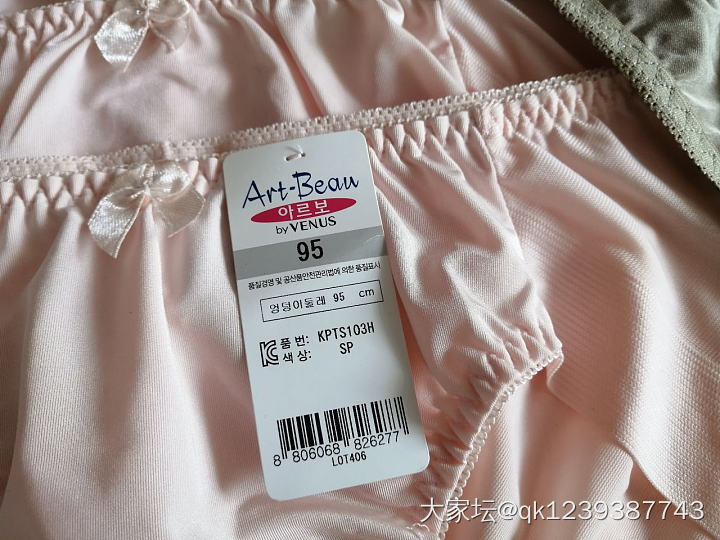 Art-Beau
아르보
by VENUS
95
품질경영 및 공산품안전관리법에 의한 품질표시
엉덩이둘레 95 cm
품 번: KPTS103H
색 상: SP
8 806068 826277
LOT406
大家坛@qk1239387743